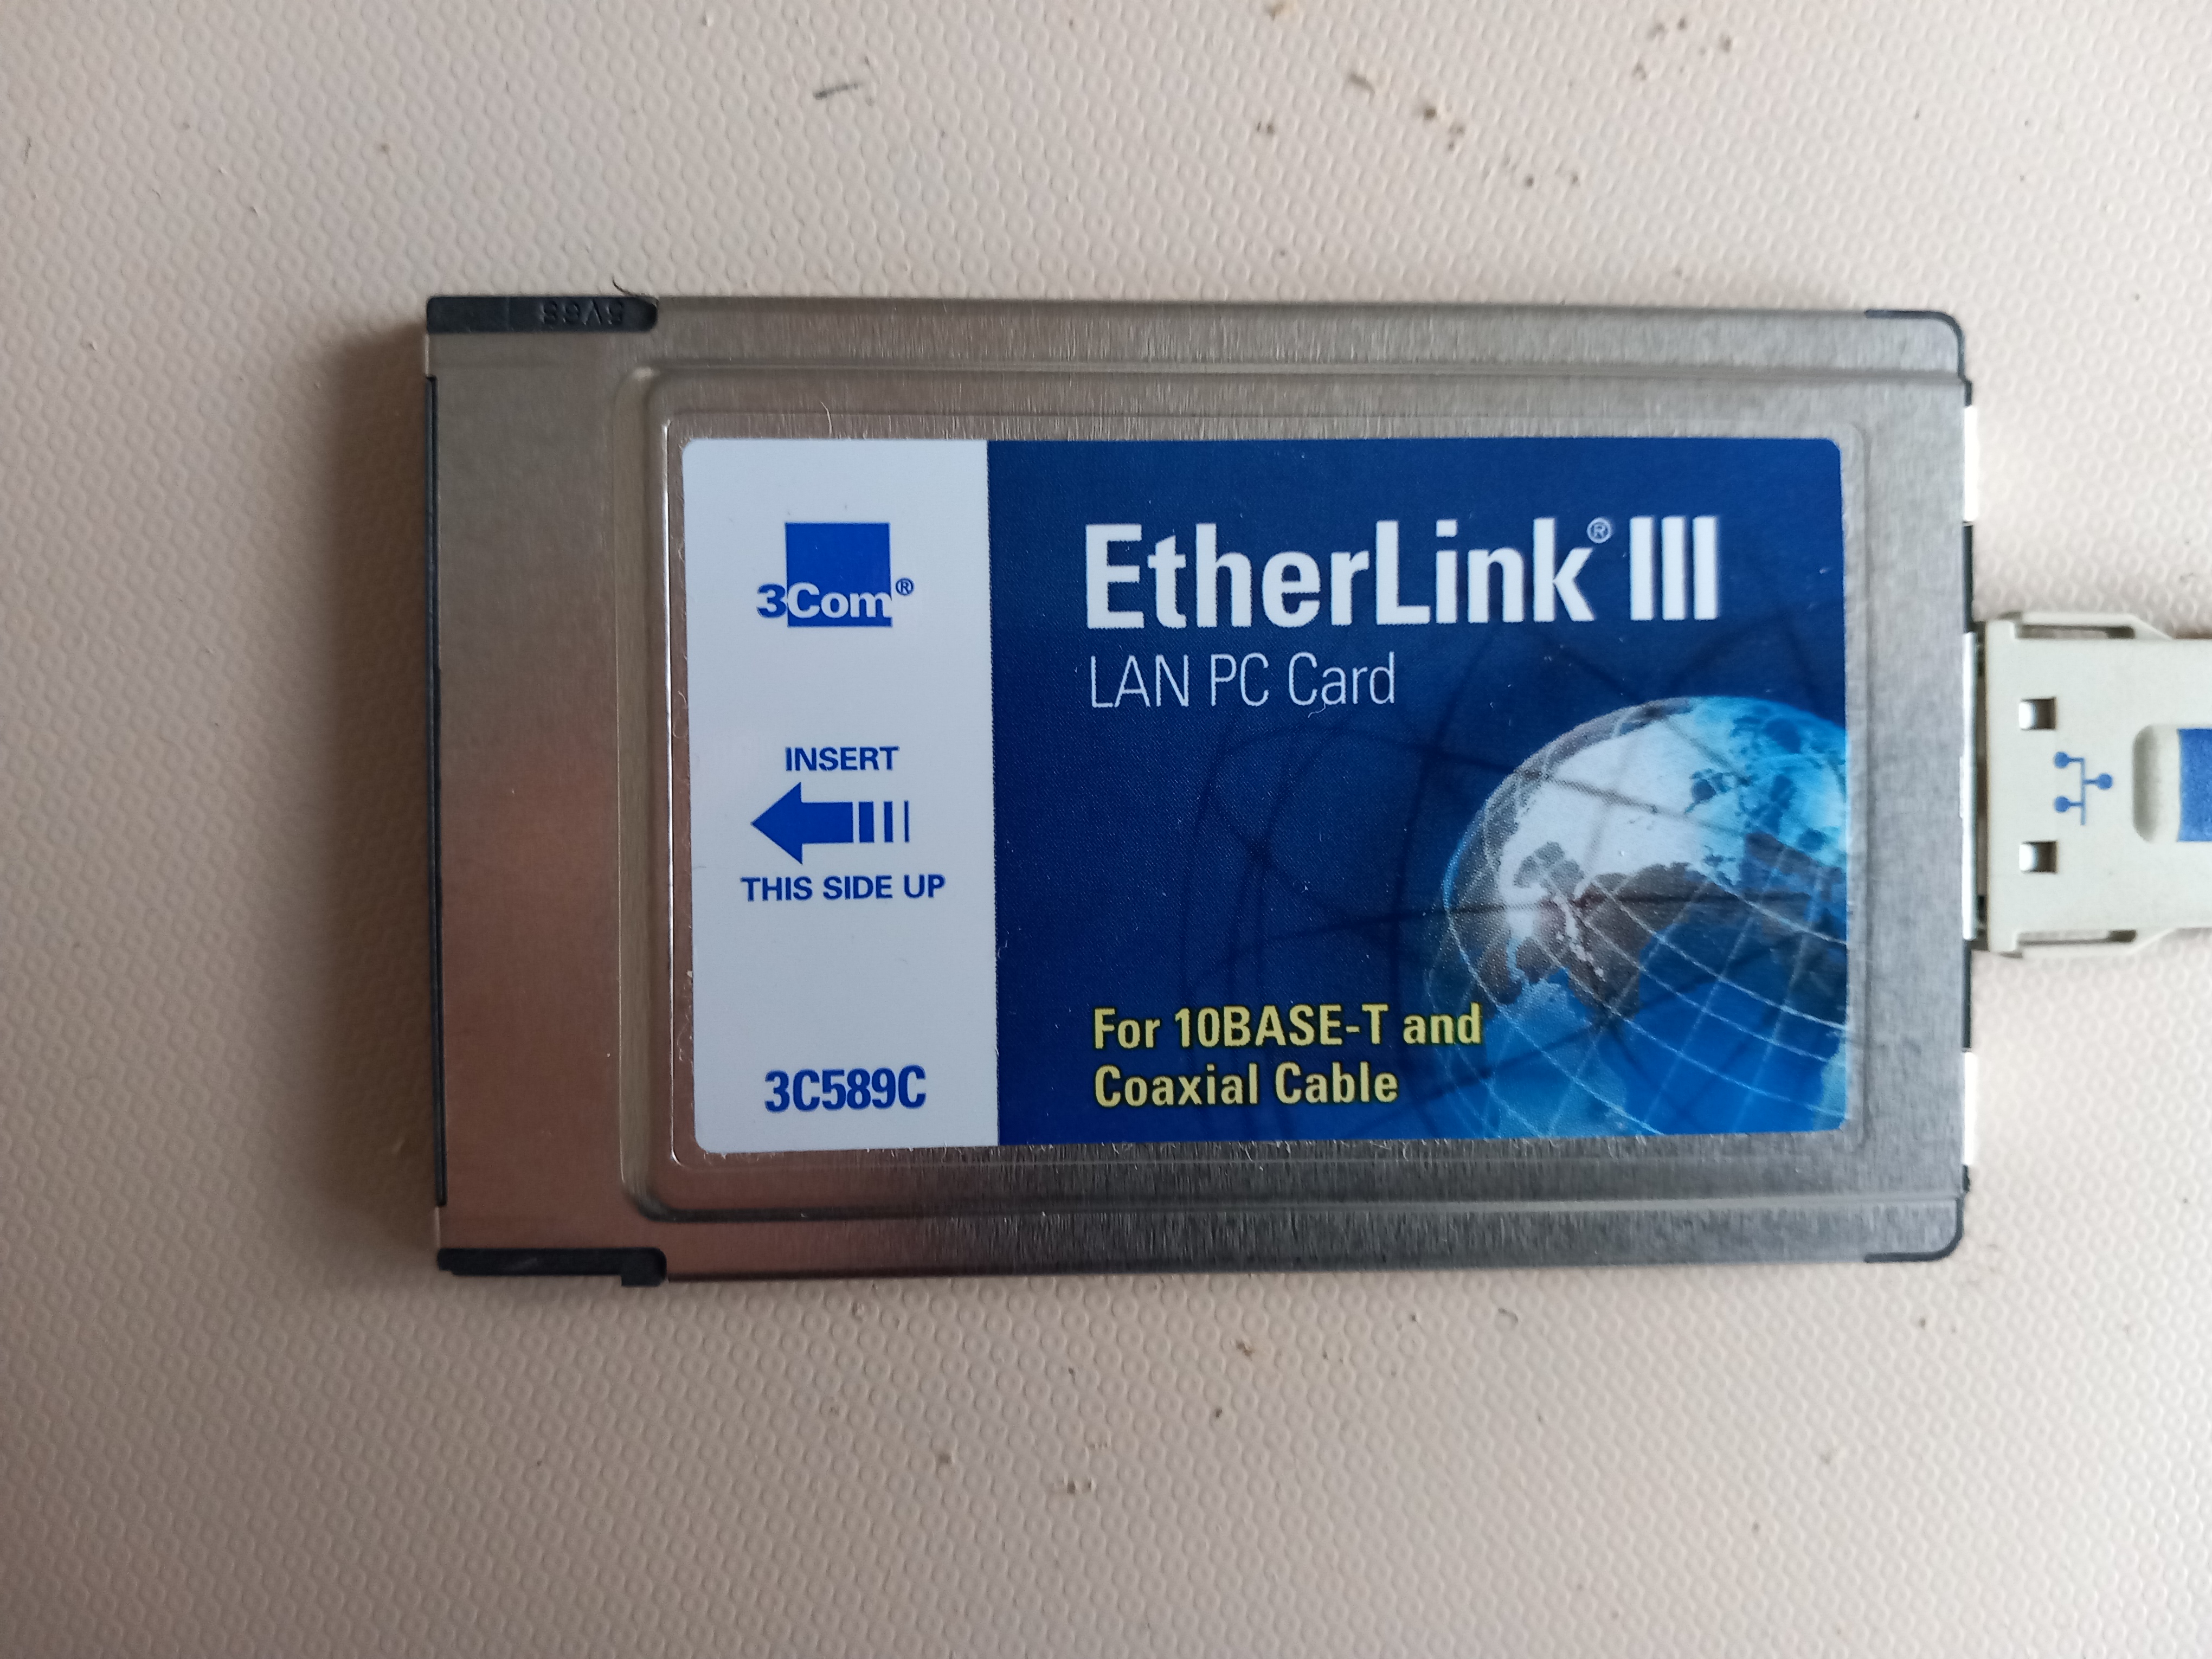 3Com®
INSERT
THIS SIDE UP
3C589C
EtherLink® III
LAN PC Card
For 10BASE-T and
Coaxial Cable